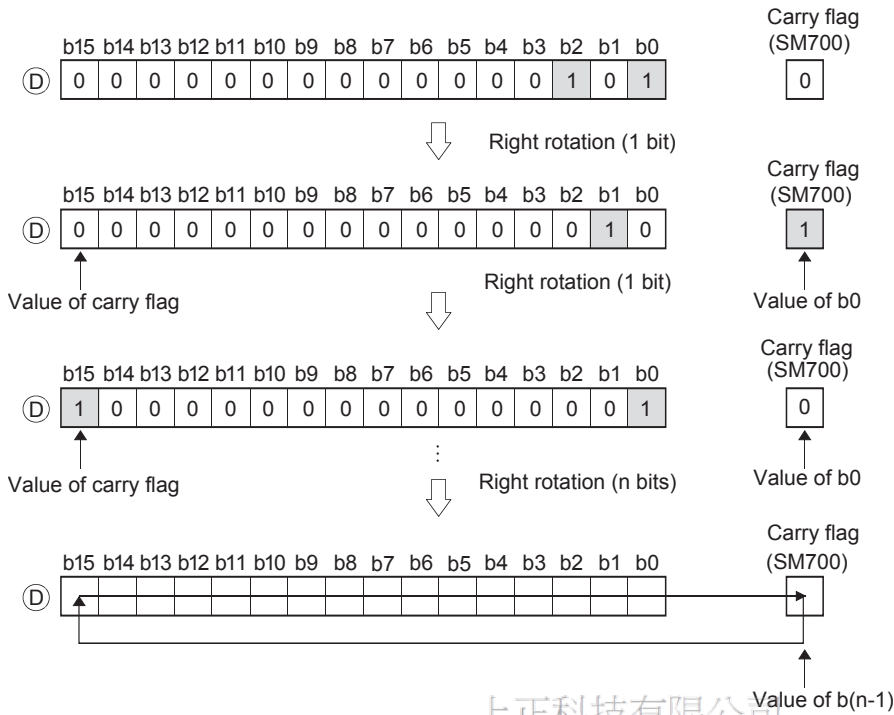 Carry flag
(SM700)
b15 b14 b13 b12 b11 b10 b9 b8 b7 b6 b5 b4 b3 b2 b1 b0
D 0 0 0 0 0 0 0 0 0 0 0 0 0 1 0 1 0
Right rotation (1 bit)
Carry flag
(SM700)
b15 b14 b13 b12 b11 b10 b9 b8 b7 b6 b5 b4 b3 b2 b1 b0
D 0 0 0 0 0 0 0 0 0 0 0 0 0 0 1 0 1
Right rotation (1 bit)
Value of carry flag Value of b0
Carry flag
(SM700)
b15 b14 b13 b12 b11 b10 b9 b8 b7 b6 b5 b4 b3 b2 b1 b0
D 1 0 0 0 0 0 0 0 0 0 0 0 0 0 0 1 0
⋮
Value of carry flag Right rotation (n bits) Value of b0
Carry flag
(SM700)
b15 b14 b13 b12 b11 b10 b9 b8 b7 b6 b5 b4 b3 b2 b1 b0
D
Value of b(n-1)
上正科技有限公司